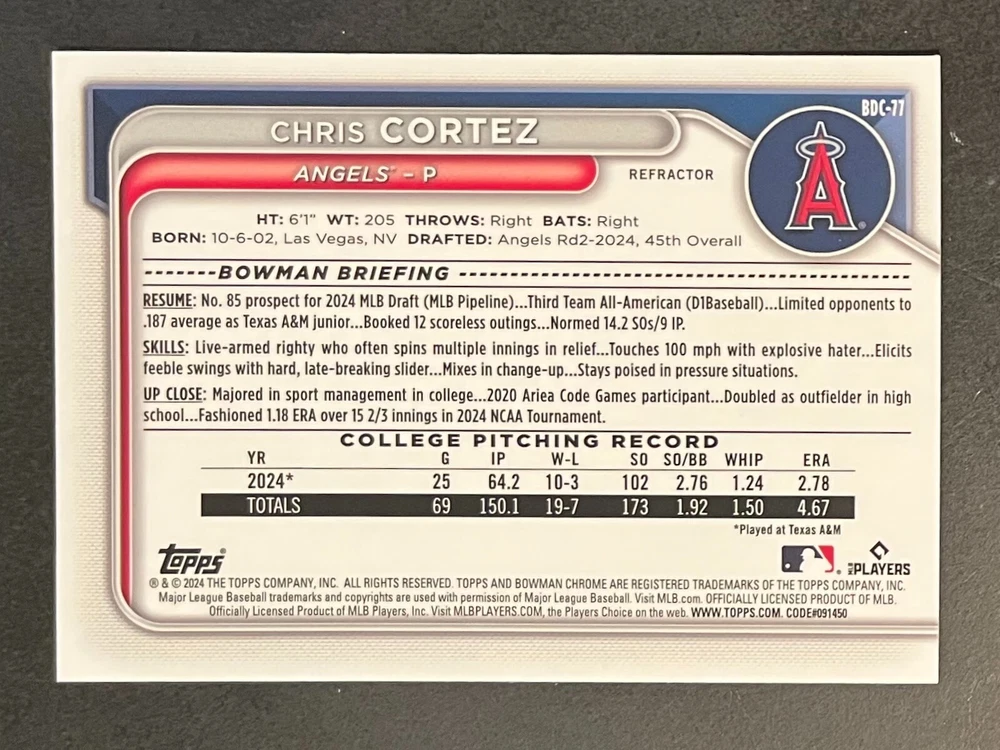 BDC-77
CHRIS CORTEZ
ANGELS™ – P
REFRACTOR
A
HT: 6'1" WT: 205 THROWS: Right BATS: Right
BORN: 10-6-02, Las Vegas, NV DRAFTED: Angels Rd2-2024, 45th Overall
BOWMAN BRIEFING
RESUME: No. 85 prospect for 2024 MLB Draft (MLB Pipeline)...Third Team All-American (D1Baseball)...Limited opponents to
.187 average as Texas A&M junior...Booked 12 scoreless outings...Normed 14.2 SOs/9 IP.
SKILLS: Live-armed righty who often spins multiple innings in relief...Touches 100 mph with explosive hater...Elicits
feeble swings with hard, late-breaking slider...Mixes in change-up...Stays poised in pressure situations.
UP CLOSE: Majored in sport management in college...2020 Ariea Code Games participant...Doubled as outfielder in high
school...Fashioned 1.18 ERA over 15 2/3 innings in 2024 NCAA Tournament.
COLLEGE PITCHING RECORD
YR G IP W-L SO SO/BB WHIP ERA
2024* 25 64.2 10-3 102 2.76 1.24 2.78
TOTALS 69 150.1 19-7 173 1.92 1.50 4.67
*Played at Texas A&M
Topps®
MLB PLAYERS
® & © 2024 THE TOPPS COMPANY, INC. ALL RIGHTS RESERVED. TOPPS AND BOWMAN CHROME ARE REGISTERED TRADEMARKS OF THE TOPPS COMPANY, INC.
Major League Baseball trademarks and copyrights are used with permission of Major League Baseball. Visit MLB.com. OFFICIALLY LICENSED PRODUCT OF MLB.
Officially Licensed Product of MLB Players, Inc. Visit MLBPLAYERS.COM, the Players Choice on the web. WWW.TOPPS.COM. CODE#091450